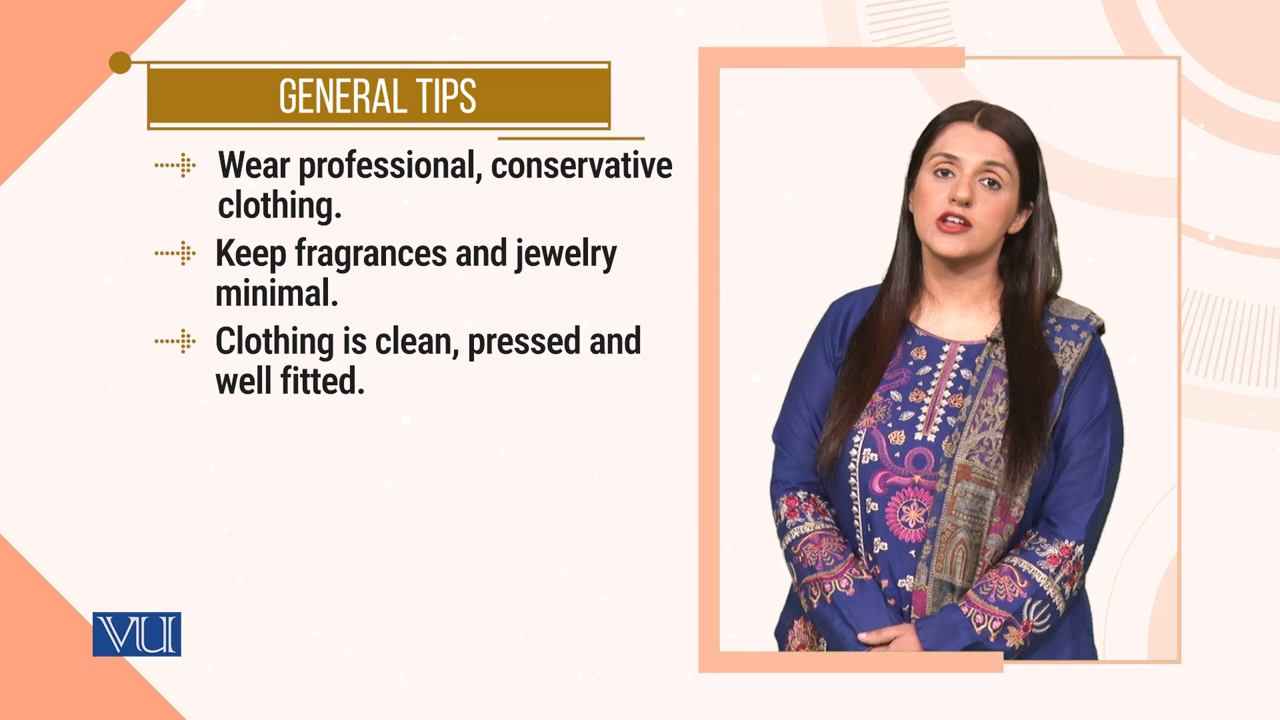 GENERAL TIPS
Wear professional, conservative
clothing.
Keep fragrances and jewelry
minimal.
Clothing is clean, pressed and
well fitted.
VU